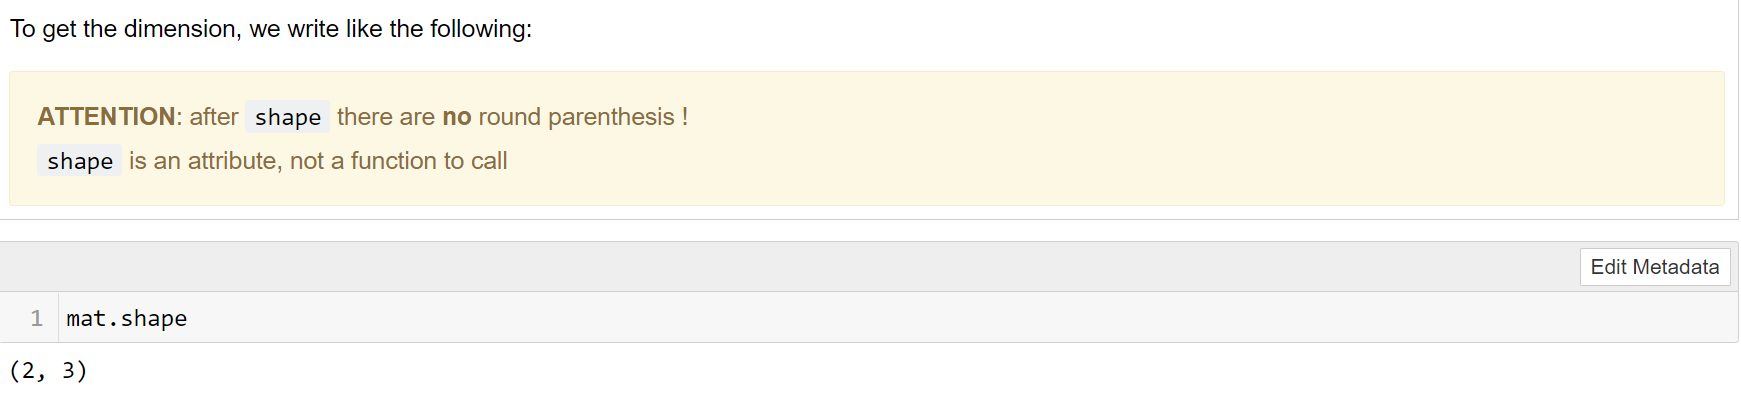 To get the dimension, we write like the following:
ATTENTION: after shape there are no round parenthesis !
shape is an attribute, not a function to call
Edit Metadata
1 mat.shape
(2, 3)